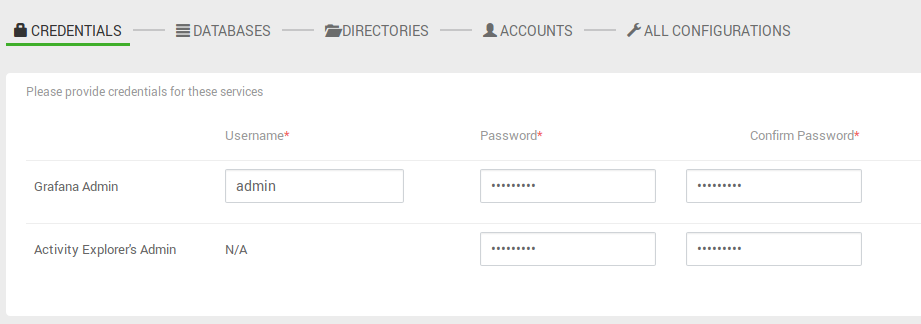 CREDENTIALS DATABASES DIRECTORIES ACCOUNTS ALL CONFIGURATIONS
Please provide credentials for these services
Username* Password* Confirm Password*
Grafana Admin admin ••••••••• •••••••••
Activity Explorer's Admin N/A ••••••••• •••••••••